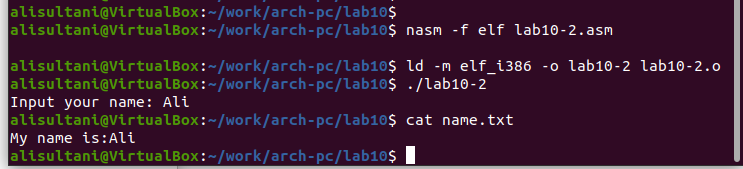 alisultani@VirtualBox:~/work/arch-pc/lab10$
alisultani@VirtualBox:~/work/arch-pc/lab10$ nasm -f elf lab10-2.asm
alisultani@VirtualBox:~/work/arch-pc/lab10$ ld -m elf_i386 -o lab10-2 lab10-2.o
alisultani@VirtualBox:~/work/arch-pc/lab10$ ./lab10-2
Input your name: Ali
alisultani@VirtualBox:~/work/arch-pc/lab10$ cat name.txt
My name is:Ali
alisultani@VirtualBox:~/work/arch-pc/lab10$